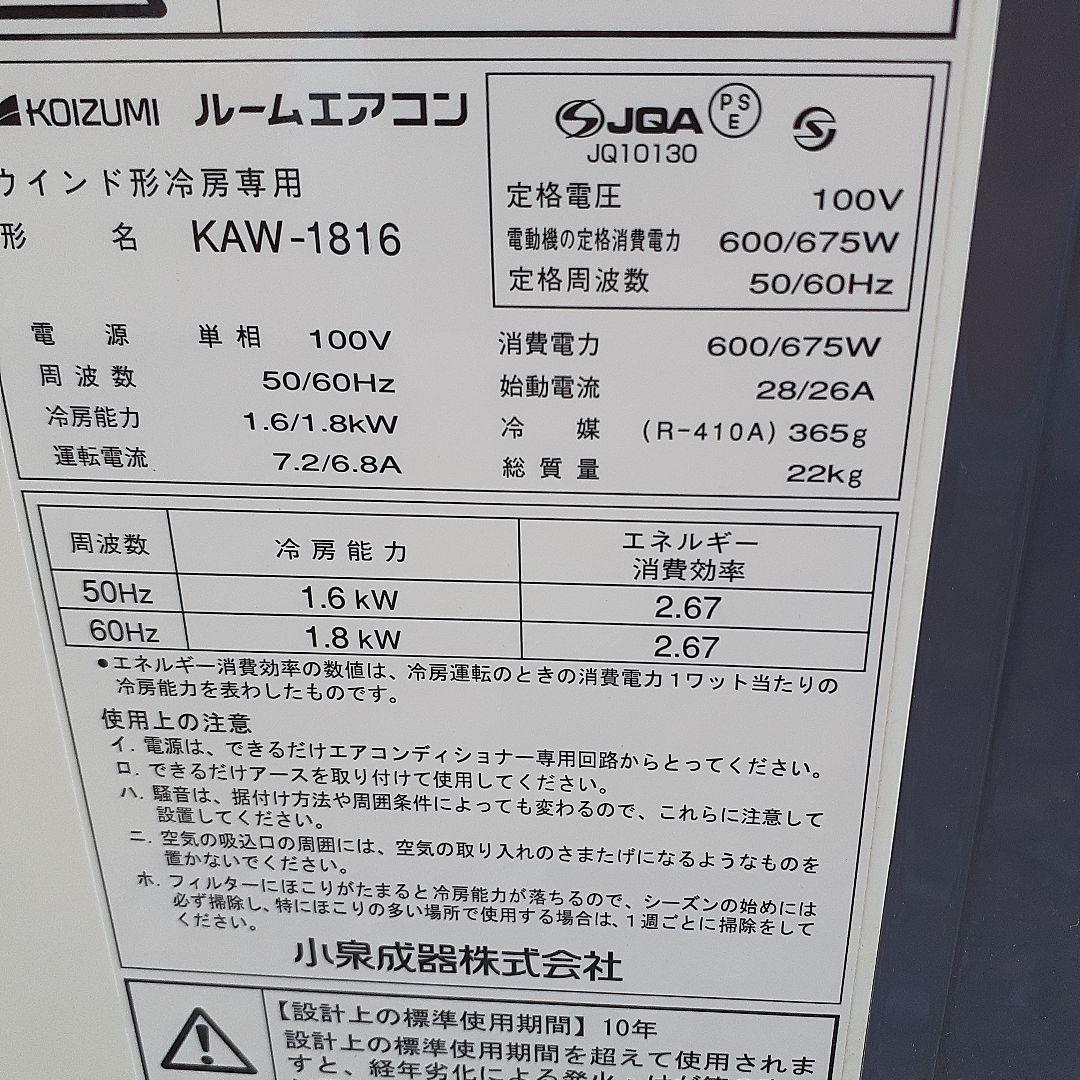 KOIZUMI ルームエアコン
ウインド形冷房専用
形 名 KAW-1816
JQA PSE S
JQ10130
定格電圧 100V
電動機の定格消費電力 600/675W
定格周波数 50/60Hz
電 源 単相 100V
周波数 50/60Hz
冷房能力 1.6/1.8kW
運転電流 7.2/6.8A
消費電力 600/675W
始動電流 28/26A
冷 媒 (R-410A) 365g
総質量 22kg
周波数 冷房能力 エネルギー
消費効率
50Hz 1.6kW 2.67
60Hz 1.8kW 2.67
●エネルギー消費効率の数値は、冷房運転のときの消費電力1ワット当たりの
冷房能力を表わしたものです。
使用上の注意
イ. 電源は、できるだけエアコンディショナー専用回路からとってください。
ロ. できるだけアースを取り付けて使用してください。
ハ. 騒音は、据付け方法や周囲条件によっても変わるので、これらに注意して
設置してください。
ニ. 空気の吸込口の周囲には、空気の取り入れのさまたげになるようなものを
置かないでください。
ホ. フィルターにほこりがたまると冷房能力が落ちるので、シーズンの始めには
必ず掃除し、特にほこりの多い場所で使用する場合は、1週ごとに掃除をして
ください。
小泉成器株式会社
【設計上の標準使用期間】10年
設計上の標準使用期間を超えて使用されま
すと、経年劣化による発火・けが等